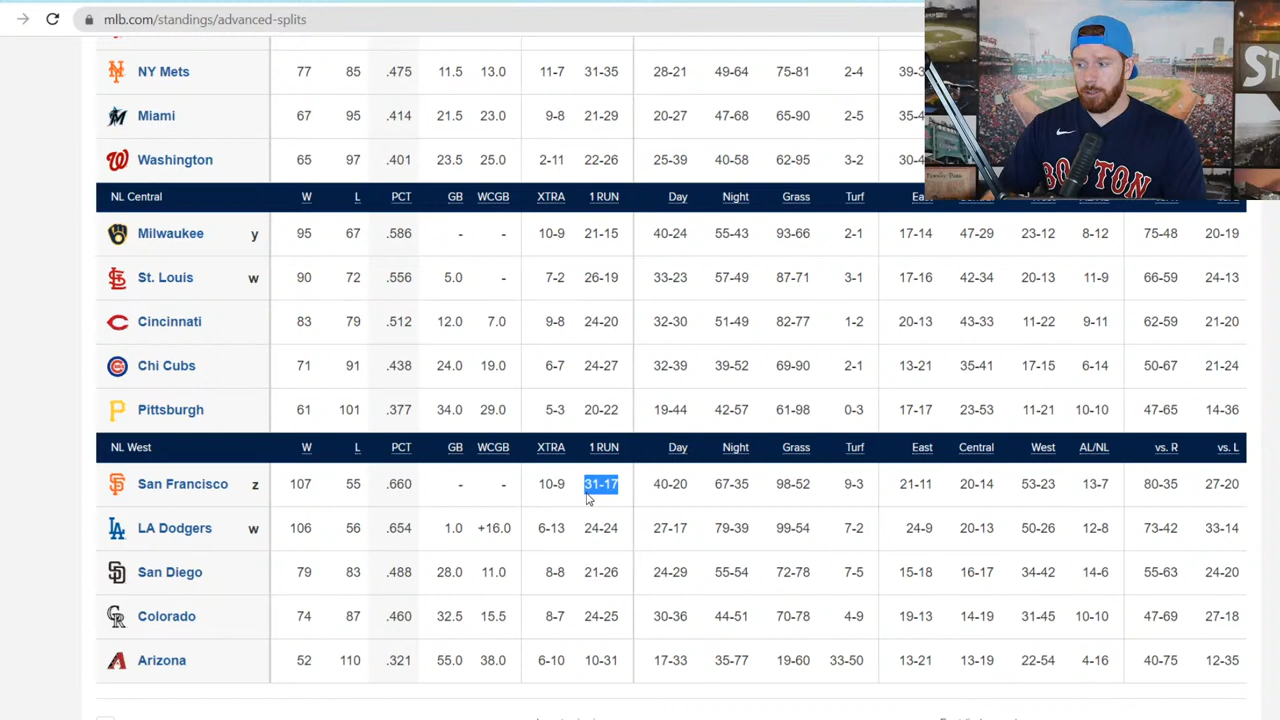 mlb.com/standings/advanced-splits
NY Mets 77 85 .475 11.5 13.0 11-7 31-35 28-21 49-64 75-81 2-4
Miami 67 95 .414 21.5 23.0 9-8 21-29 20-27 47-68 65-90 2-5
Washington 65 97 .401 23.5 25.0 2-11 22-26 25-39 40-58 62-95 3-2
NL Central W L PCT GB WCGB XTRA 1 RUN Day Night Grass Turf
Milwaukee y 95 67 .586 - - 10-9 21-15 40-24 55-43 93-66 2-1 17-14 47-29 23-12 8-12 75-48 20-19
St. Louis w 90 72 .556 5.0 - 7-2 26-19 33-23 57-49 87-71 3-1 17-16 42-34 20-13 11-9 66-59 24-13
Cincinnati 83 79 .512 12.0 7.0 9-8 24-20 32-30 51-49 82-77 1-2 20-13 43-33 11-22 9-11 62-59 21-20
Chi Cubs 71 91 .438 24.0 19.0 6-7 24-27 32-39 39-52 69-90 2-1 13-21 35-41 17-15 6-14 50-67 21-24
Pittsburgh 61 101 .377 34.0 29.0 5-3 20-22 19-44 42-57 61-98 0-3 17-17 23-53 11-21 10-10 47-65 14-36
NL West W L PCT GB WCGB XTRA 1 RUN Day Night Grass Turf East Central West AL/NL vs. R vs. L
San Francisco z 107 55 .660 - - 10-9 31-17 40-20 67-35 98-52 9-3 21-11 20-14 53-23 13-7 80-35 27-20
LA Dodgers w 106 56 .654 1.0 +16.0 6-13 24-24 27-17 79-39 99-54 7-2 24-9 20-13 50-26 12-8 73-42 33-14
San Diego 79 83 .488 28.0 11.0 8-8 21-26 24-29 55-54 72-78 7-5 15-18 16-17 34-42 14-6 55-63 24-20
Colorado 74 87 .460 32.5 15.5 8-7 24-25 30-36 44-51 70-78 4-9 19-13 14-19 31-45 10-10 47-69 27-18
Arizona 52 110 .321 55.0 38.0 6-10 10-31 17-33 35-77 19-60 33-50 13-21 13-19 22-54 4-16 40-75 12-35
BOSTON